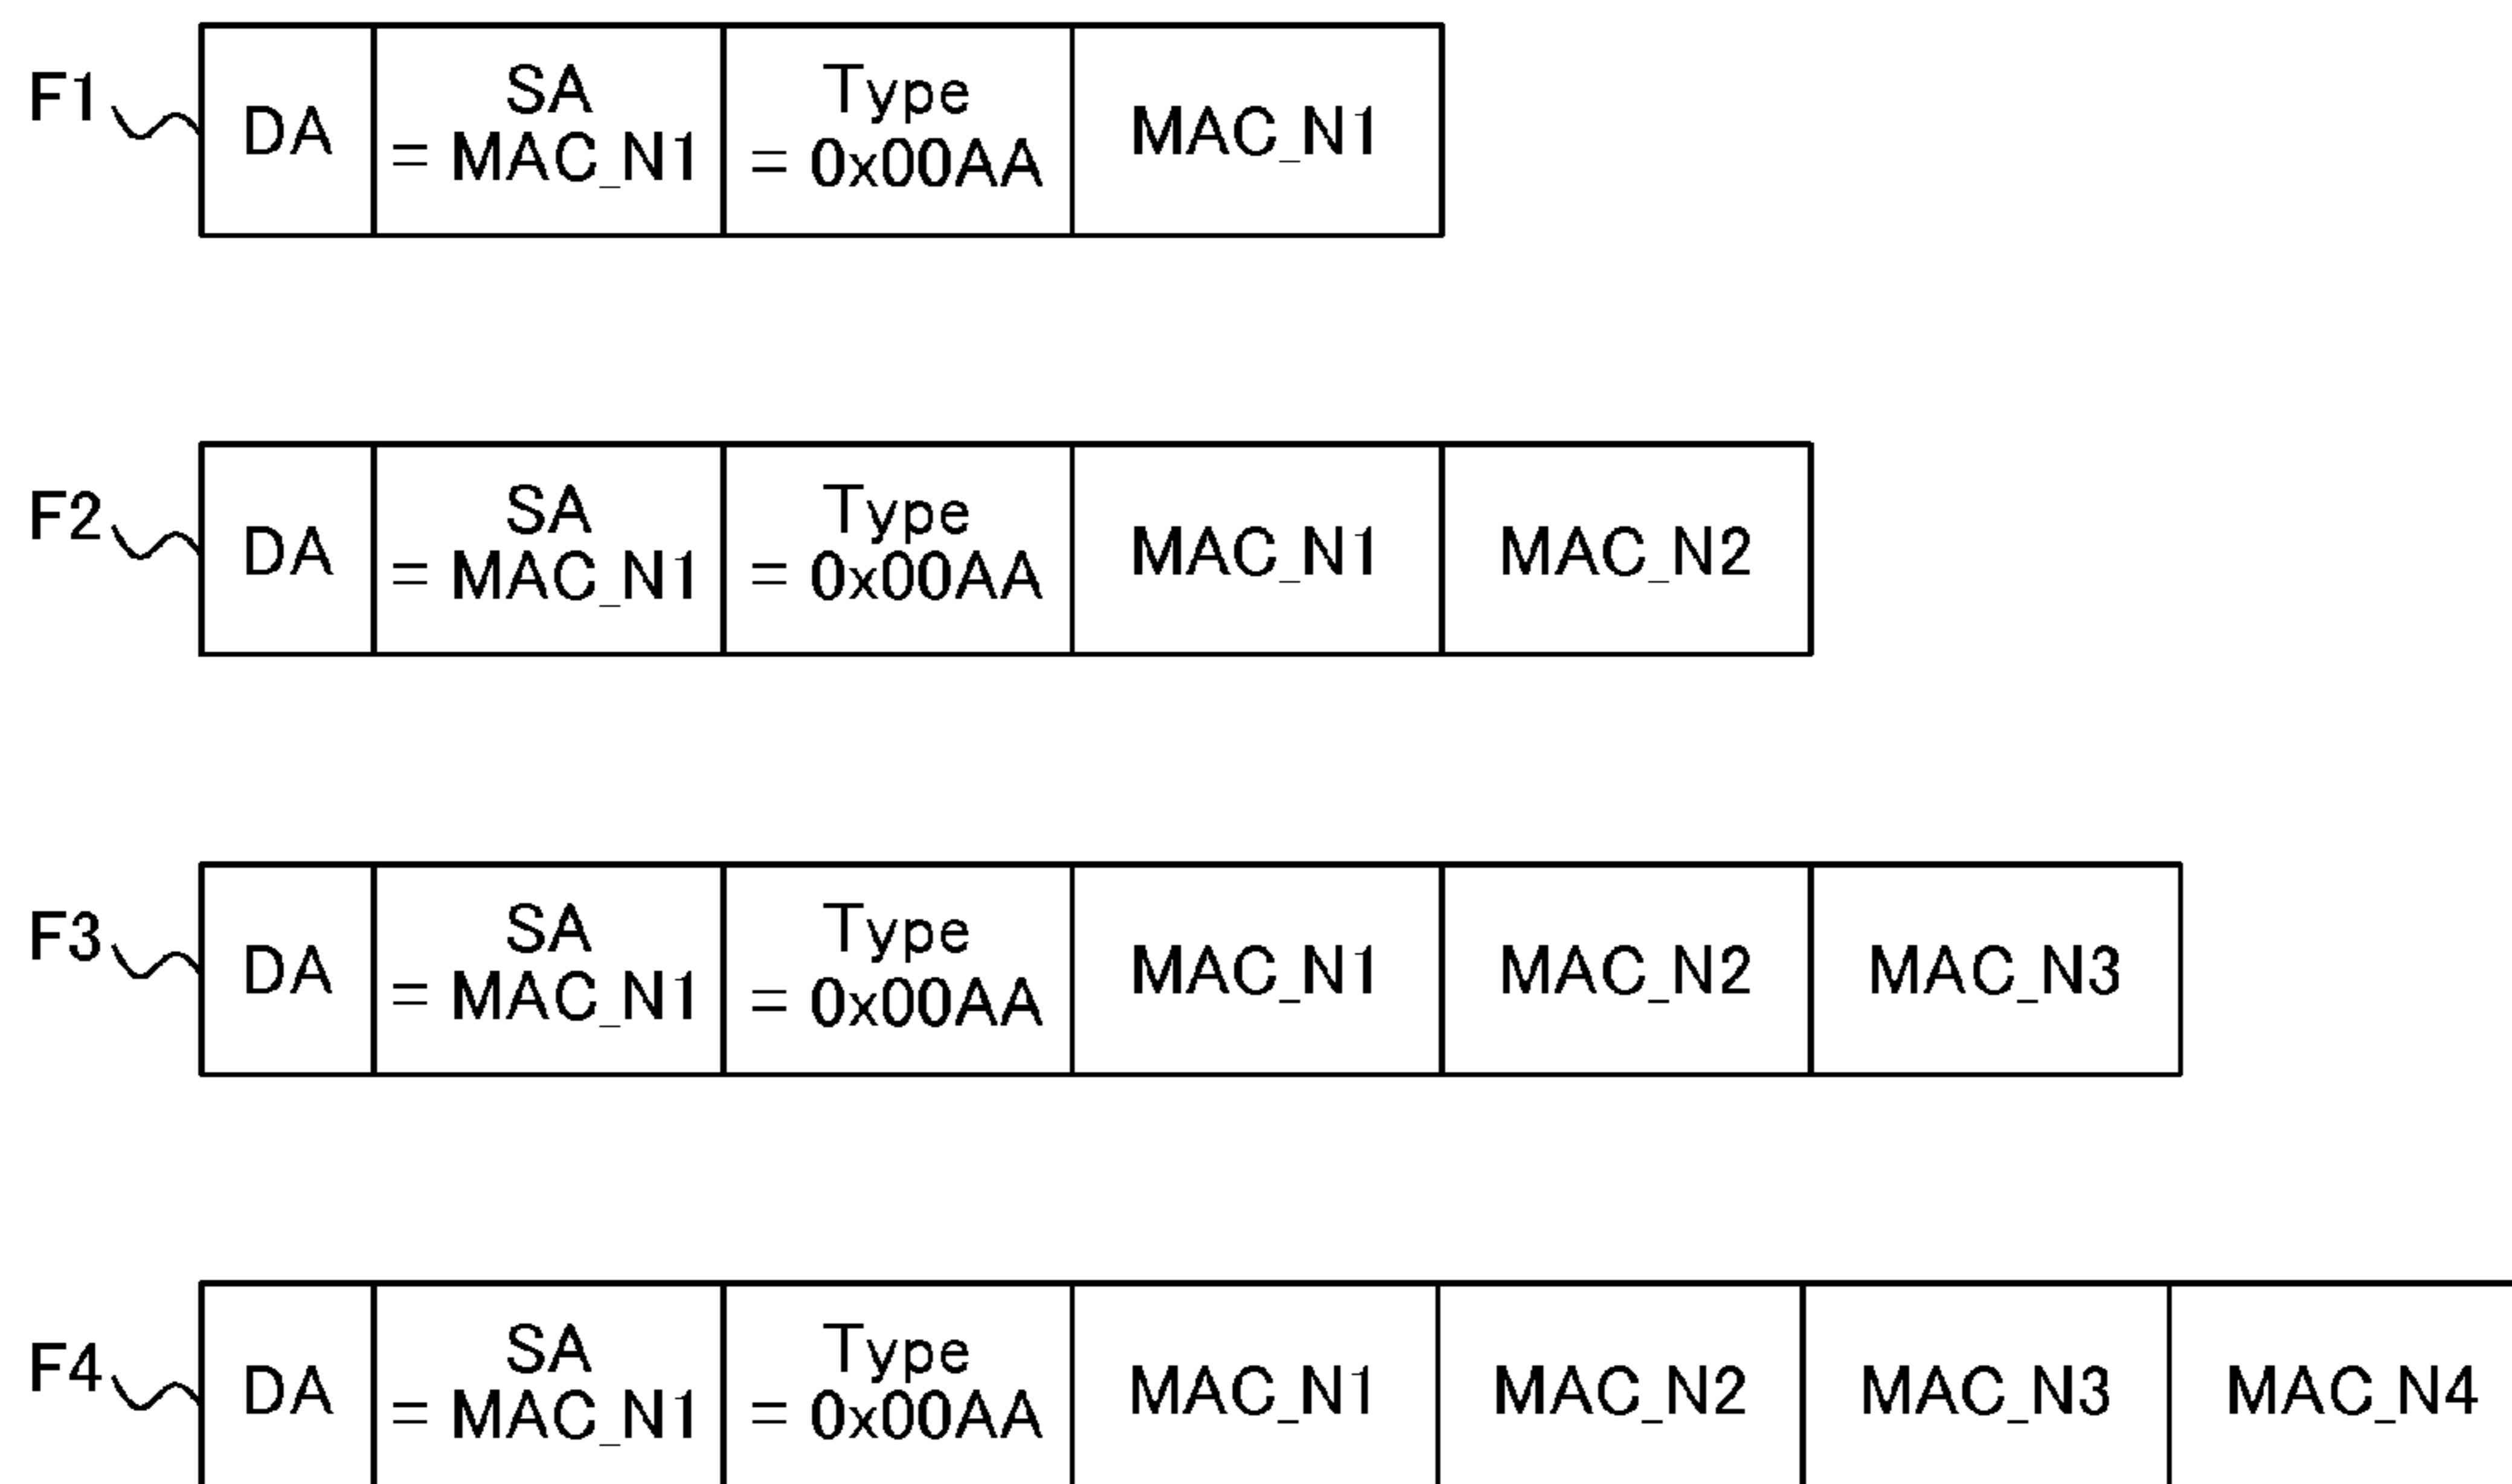 F1
DA
SA
= MAC_N1
Type
= 0x00AA
MAC_N1
F2
DA
SA
= MAC_N1
Type
= 0x00AA
MAC_N1
MAC_N2
F3
DA
SA
= MAC_N1
Type
= 0x00AA
MAC_N1
MAC_N2
MAC_N3
F4
DA
SA
= MAC_N1
Type
= 0x00AA
MAC_N1
MAC_N2
MAC_N3
MAC_N4